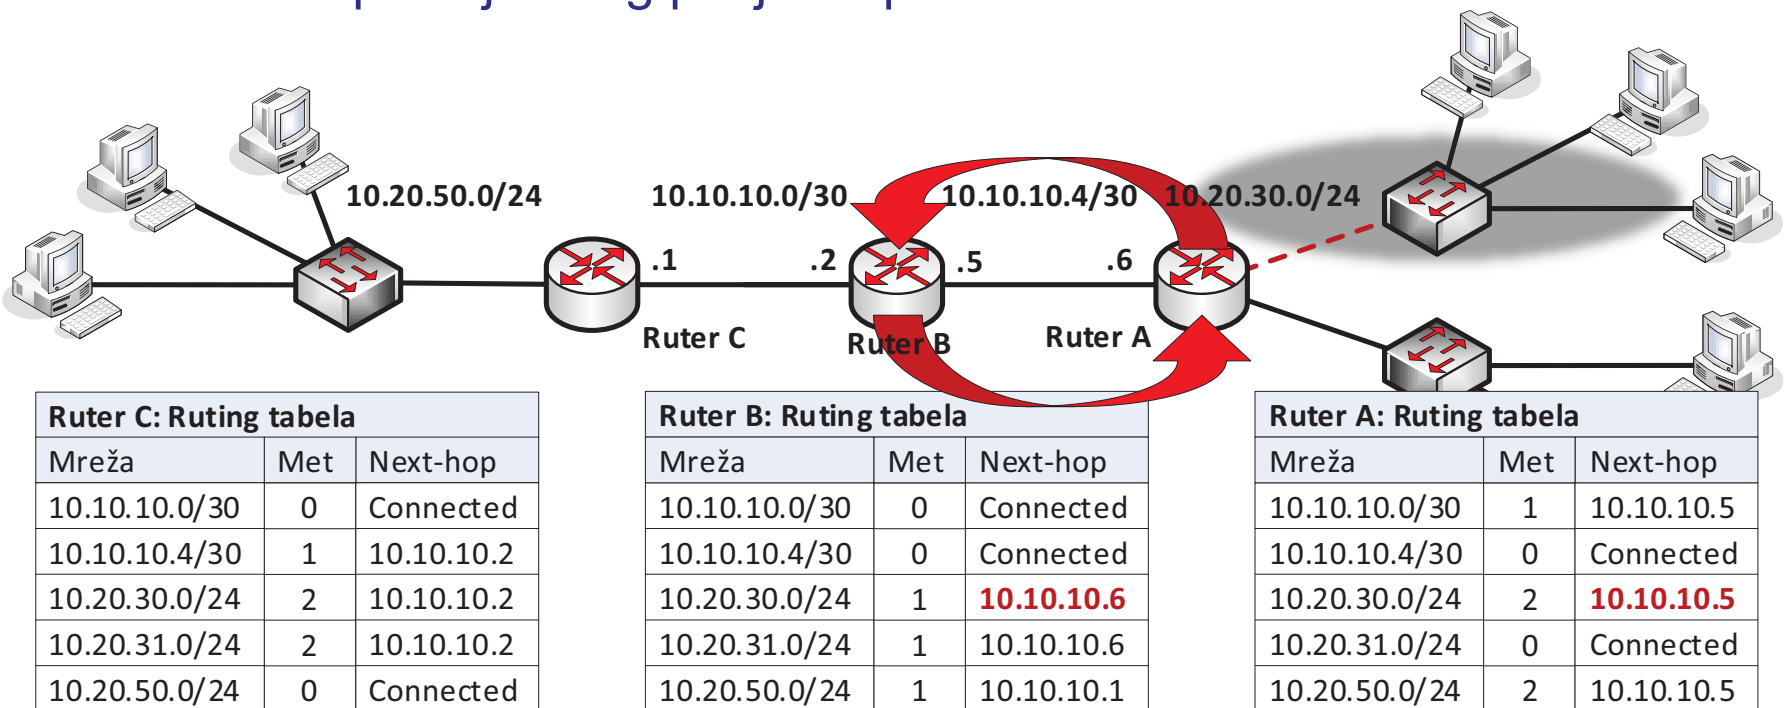 10.20.50.0/24 10.10.10.0/30 10.10.10.4/30 10.20.30.0/24
.1 .2 .5 .6
Ruter C Ruter B Ruter A
Ruter C: Ruting tabela
Mreža Met Next-hop
10.10.10.0/30 0 Connected
10.10.10.4/30 1 10.10.10.2
10.20.30.0/24 2 10.10.10.2
10.20.31.0/24 2 10.10.10.2
10.20.50.0/24 0 Connected
Ruter B: Ruting tabela
Mreža Met Next-hop
10.10.10.0/30 0 Connected
10.10.10.4/30 0 Connected
10.20.30.0/24 1 10.10.10.6
10.20.31.0/24 1 10.10.10.6
10.20.50.0/24 1 10.10.10.1
Ruter A: Ruting tabela
Mreža Met Next-hop
10.10.10.0/30 1 10.10.10.5
10.10.10.4/30 0 Connected
10.20.30.0/24 2 10.10.10.5
10.20.31.0/24 0 Connected
10.20.50.0/24 2 10.10.10.5